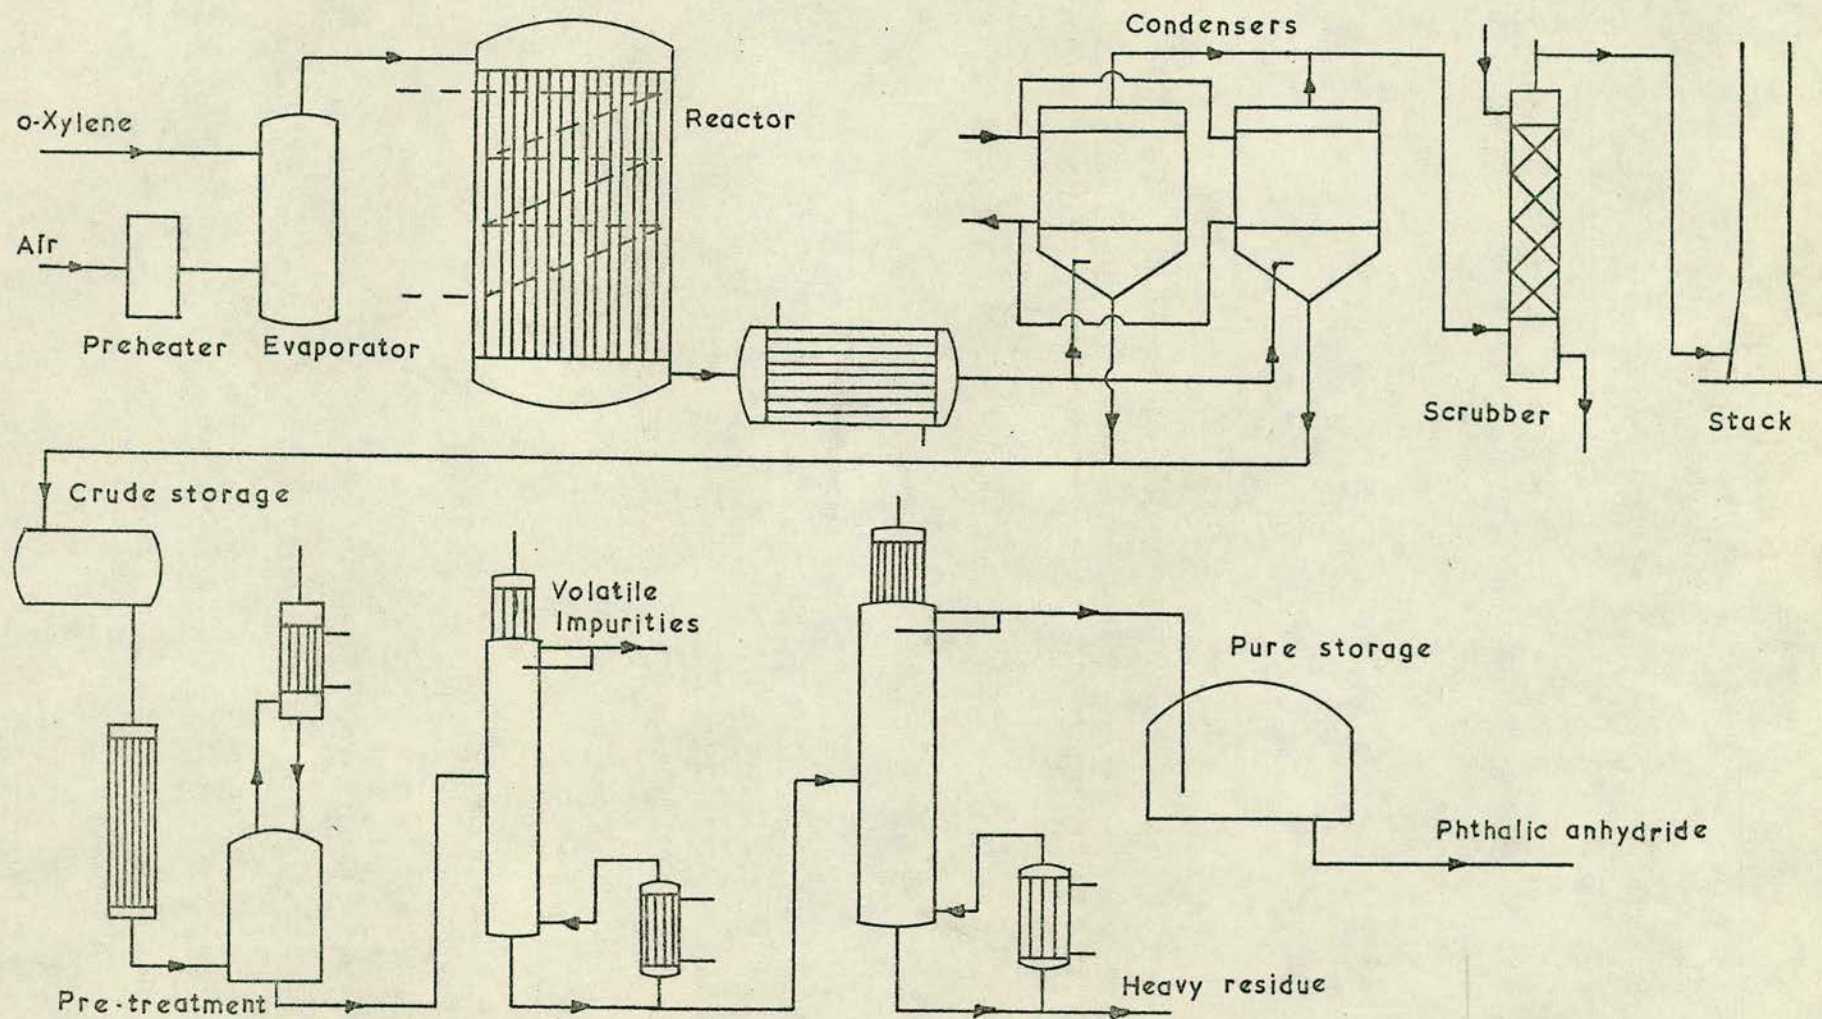 Condensers
o-Xylene
Reactor
Air
Preheater
Evaporator
Scrubber
Stack
Crude storage
Volatile
Impurities
Pure storage
Phthalic anhydride
Heavy residue
Pre-treatment